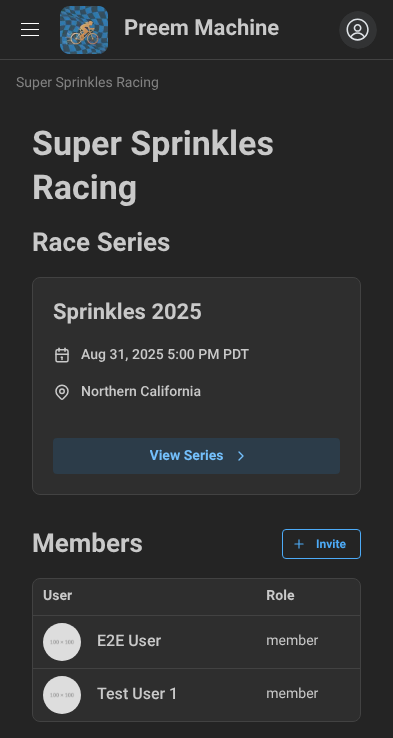 Preem Machine
Super Sprinkles Racing
Super Sprinkles
Racing
Race Series
Sprinkles 2025
Aug 31, 2025 5:00 PM PDT
Northern California
View Series
Members
Invite
User Role
100 × 100 E2E User member
100 × 100 Test User 1 member